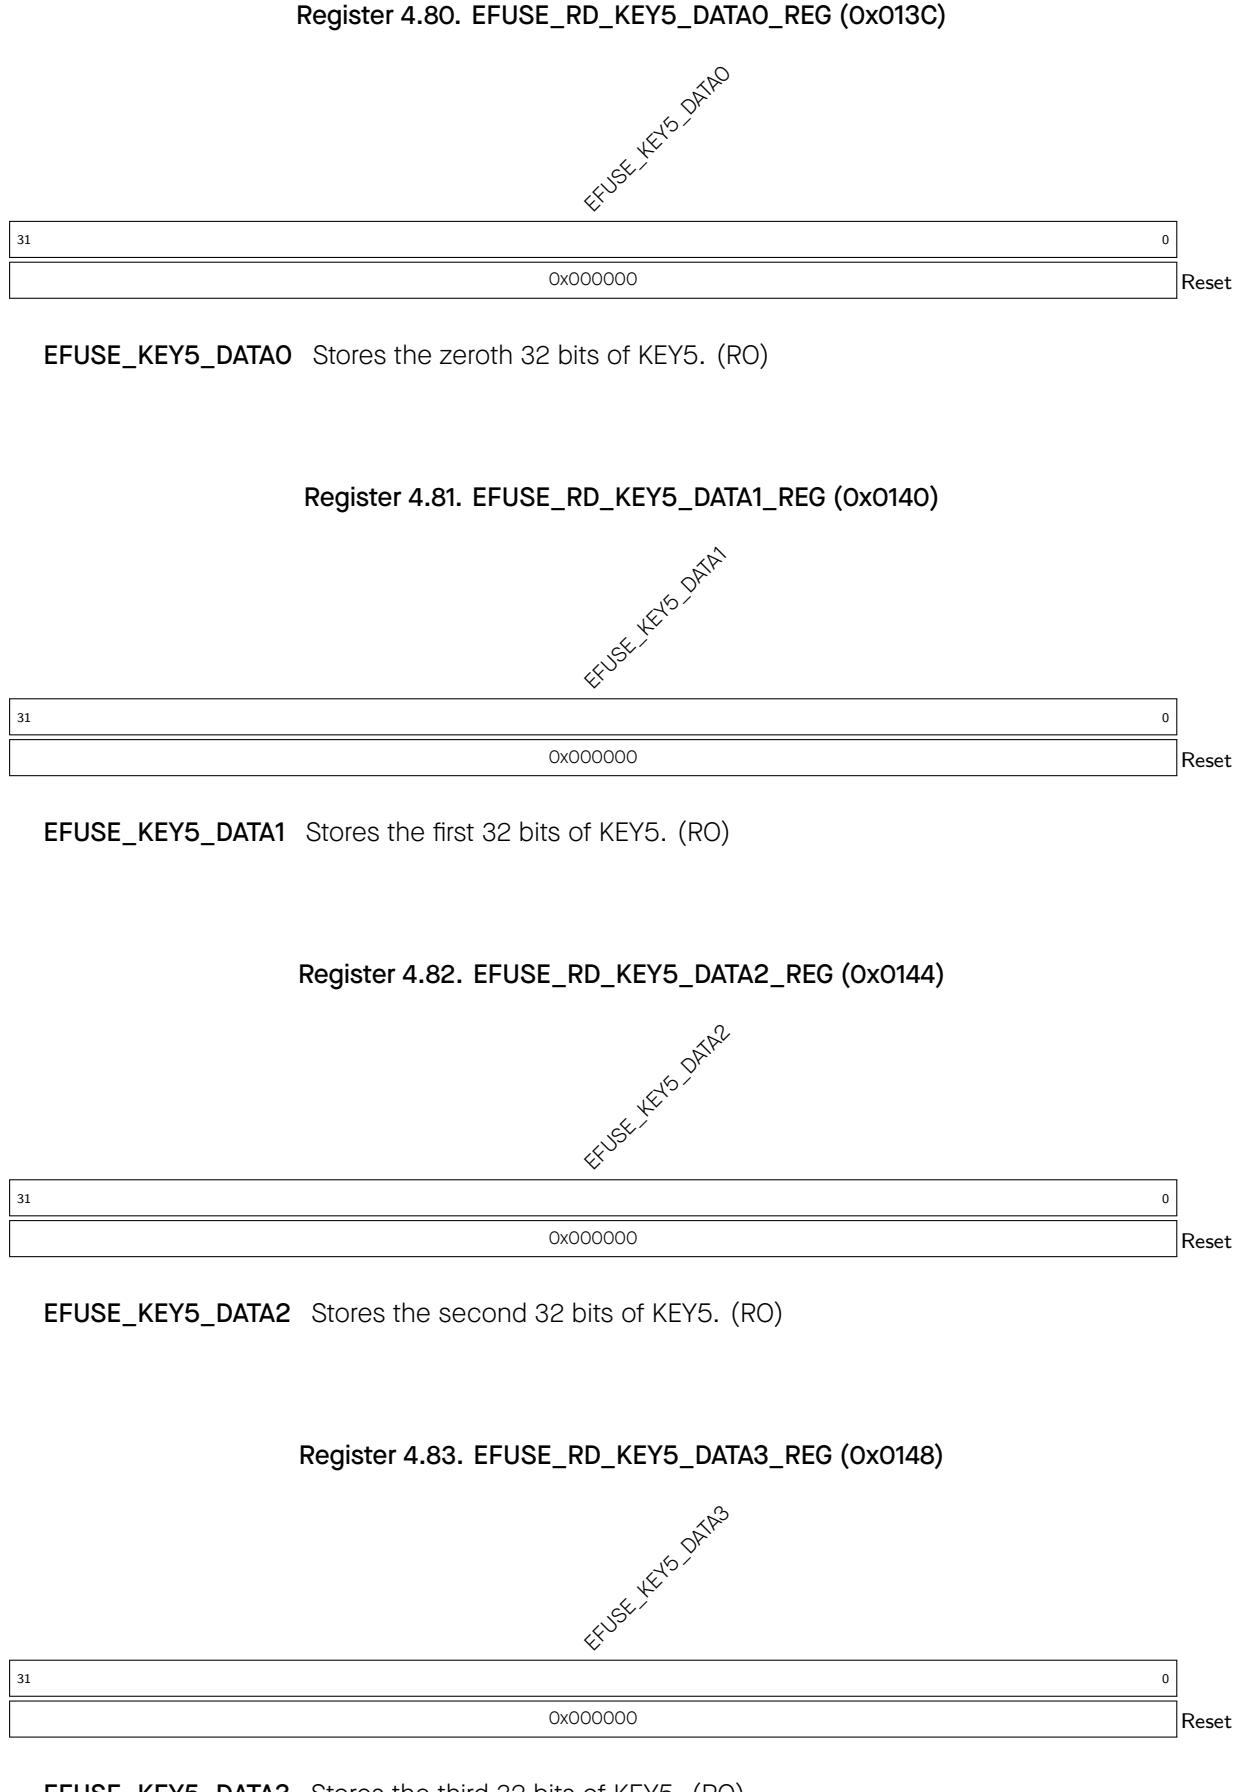 Register 4.80. EFUSE_RD_KEY5_DATA0_REG (0x013C)
EFUSE_KEY5_DATA0
31 0
0x000000 Reset
EFUSE_KEY5_DATA0 Stores the zeroth 32 bits of KEY5. (RO)
Register 4.81. EFUSE_RD_KEY5_DATA1_REG (0x0140)
EFUSE_KEY5_DATA1
31 0
0x000000 Reset
EFUSE_KEY5_DATA1 Stores the first 32 bits of KEY5. (RO)
Register 4.82. EFUSE_RD_KEY5_DATA2_REG (0x0144)
EFUSE_KEY5_DATA2
31 0
0x000000 Reset
EFUSE_KEY5_DATA2 Stores the second 32 bits of KEY5. (RO)
Register 4.83. EFUSE_RD_KEY5_DATA3_REG (0x0148)
EFUSE_KEY5_DATA3
31 0
0x000000 Reset
EFUSE_KEY5_DATA3 Stores the third 32 bits of KEY5. (RO)